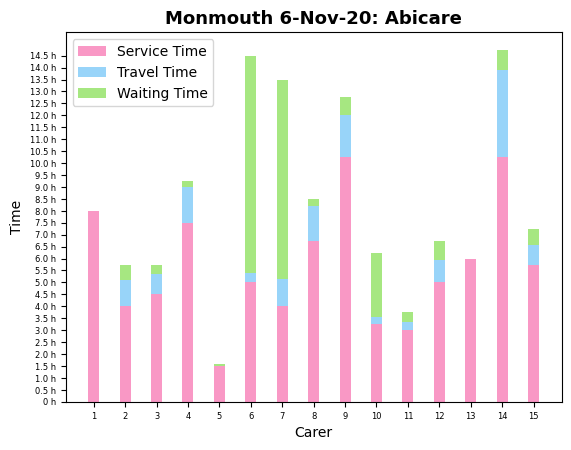 Monmouth 6-Nov-20: Abicare
Service Time
Travel Time
Waiting Time
14.5 h
14.0 h
13.5 h
13.0 h
12.5 h
12.0 h
11.5 h
11.0 h
10.5 h
10.0 h
9.5 h
9.0 h
8.5 h
8.0 h
7.5 h
7.0 h
6.5 h
6.0 h
5.5 h
5.0 h
4.5 h
4.0 h
3.5 h
3.0 h
2.5 h
2.0 h
1.5 h
1.0 h
0.5 h
0 h
Time
1 2 3 4 5 6 7 8 9 10 11 12 13 14 15
Carer